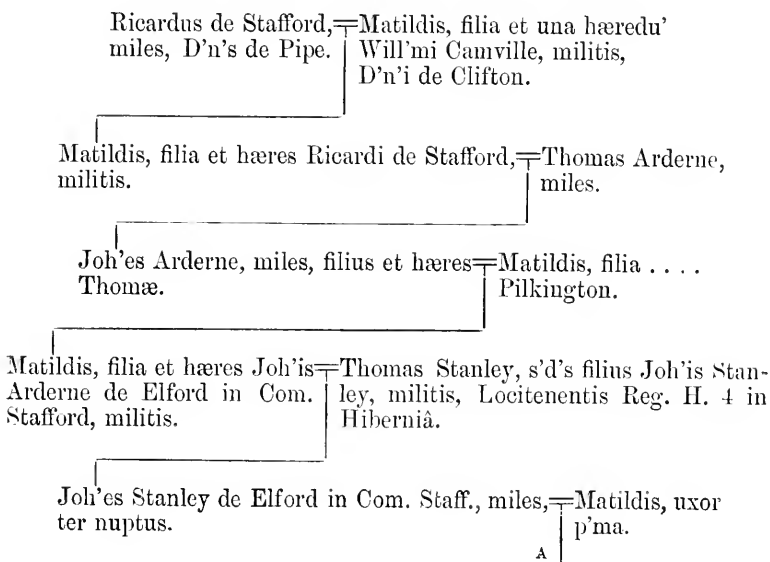 Ricardus de Stafford,
miles, D'n's de Pipe.
Matildis, filia et una hæredu'
Will'mi Camville, militis,
D'n'i de Clifton.
Matildis, filia et hæres Ricardi de Stafford,
militis.
Thomas Arderne,
miles.
Joh'es Arderne, miles, filius et hæres
Thomæ.
Matildis, filia . . . .
Pilkington.
Matildis, filia et hæres Joh'is
Arderne de Elford in Com.
Stafford, militis.
Thomas Stanley, s'd's filius Joh'is Stan-
ley, militis, Locitenentis Reg. H. 4 in
Hiberniâ.
Joh'es Stanley de Elford in Com. Staff., miles,
ter nuptus.
Matildis, uxor
p'ma.
A